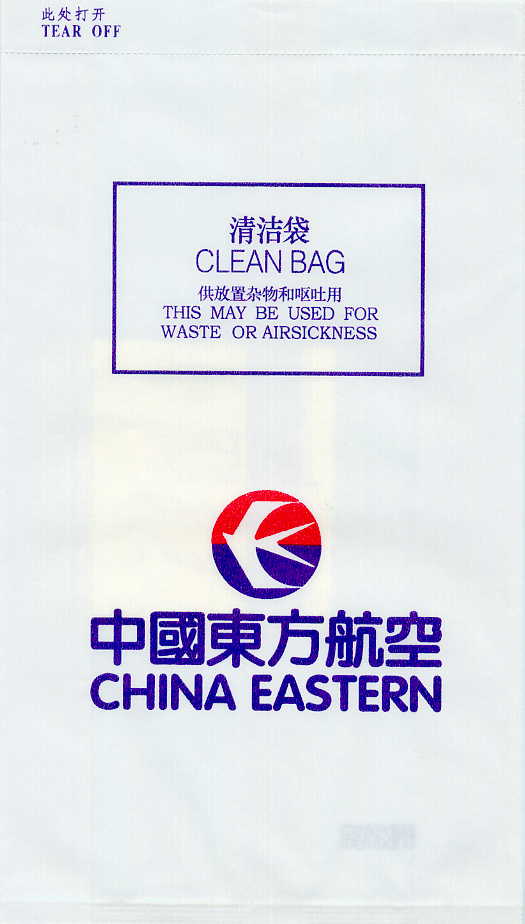 此处打开
TEAR OFF
清洁袋
CLEAN BAG
供放置杂物和呕吐用
THIS MAY BE USED FOR
WASTE OR AIRSICKNESS
中國東方航空
CHINA EASTERN